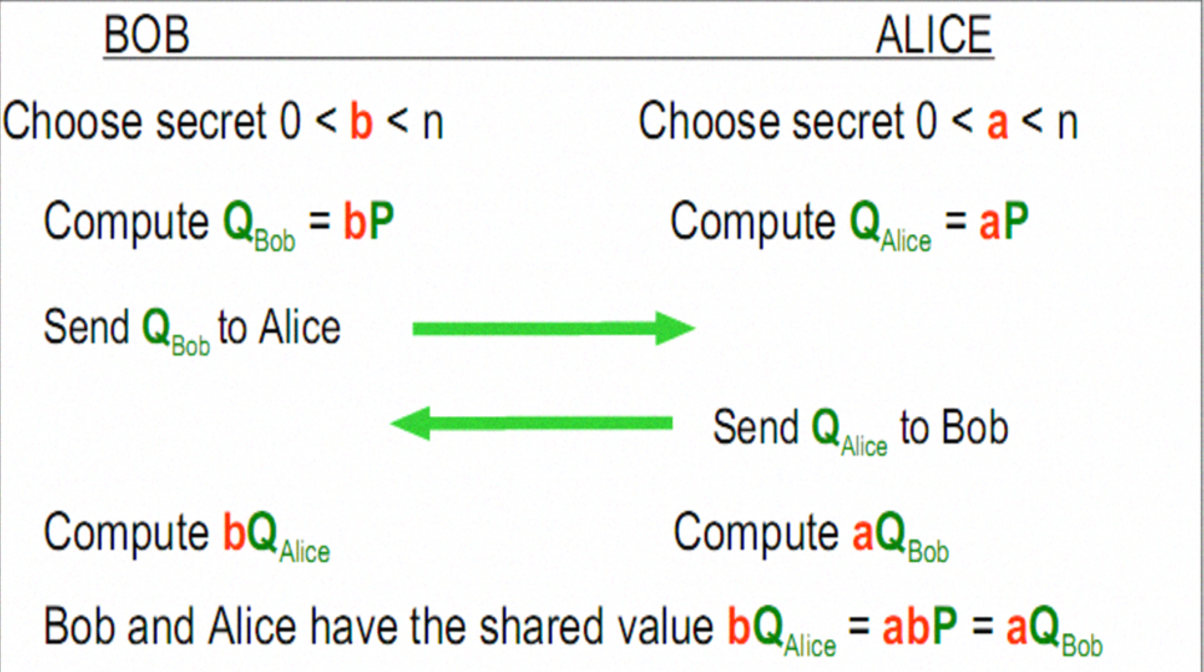 BOB ALICE
Choose secret 0 < b < n Choose secret 0 < a < n
Compute QBob = bP Compute QAlice = aP
Send QBob to Alice
Send QAlice to Bob
Compute bQAlice Compute aQBob
Bob and Alice have the shared value bQAlice = abP = aQBob